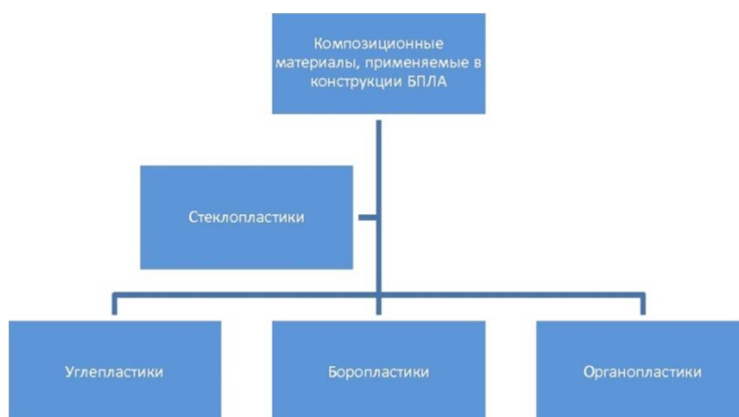 Композиционные
материалы, применяемые в
конструкции БПЛА
Стеклопластики
Углепластики
Боропластики
Органопластики